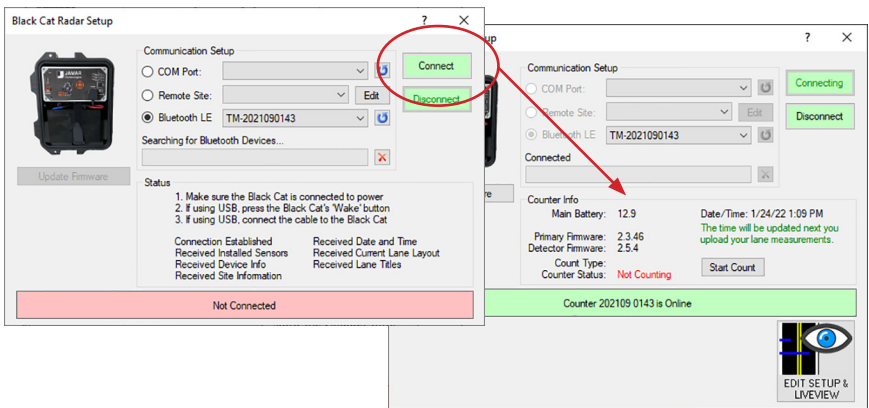 Black Cat Radar Setup
?
Communication Setup
COM Port:
Connect
Remote Site:
Edit
Disconnect
Bluetooth LE
TM-2021090143
Searching for Bluetooth Devices...
JAMAR
Update Firmware
Status
1. Make sure the Black Cat is connected to power
2. If using USB, press the Black Cat's 'Wake' button
3. If using USB, connect the cable to the Black Cat
Connection Established
Received Installed Sensors
Received Device Info
Received Site Information
Received Date and Time
Received Current Lane Layout
Received Lane Titles
Not Connected
up
?
Communication Setup
COM Port:
Connecting
Remote Site:
Edit
Disconnect
Bluetooth LE
TM-2021090143
Connected
re
Counter Info
Main Battery: 12.9
Primary Firmware: 2.3.46
Detector Firmware: 2.5.4
Count Type:
Counter Status: Not Counting
Date/Time: 1/24/22 1:09 PM
The time will be updated next you
upload your lane measurements.
Start Count
Counter 202109 0143 is Online
EDIT SETUP &
LIVEVIEW